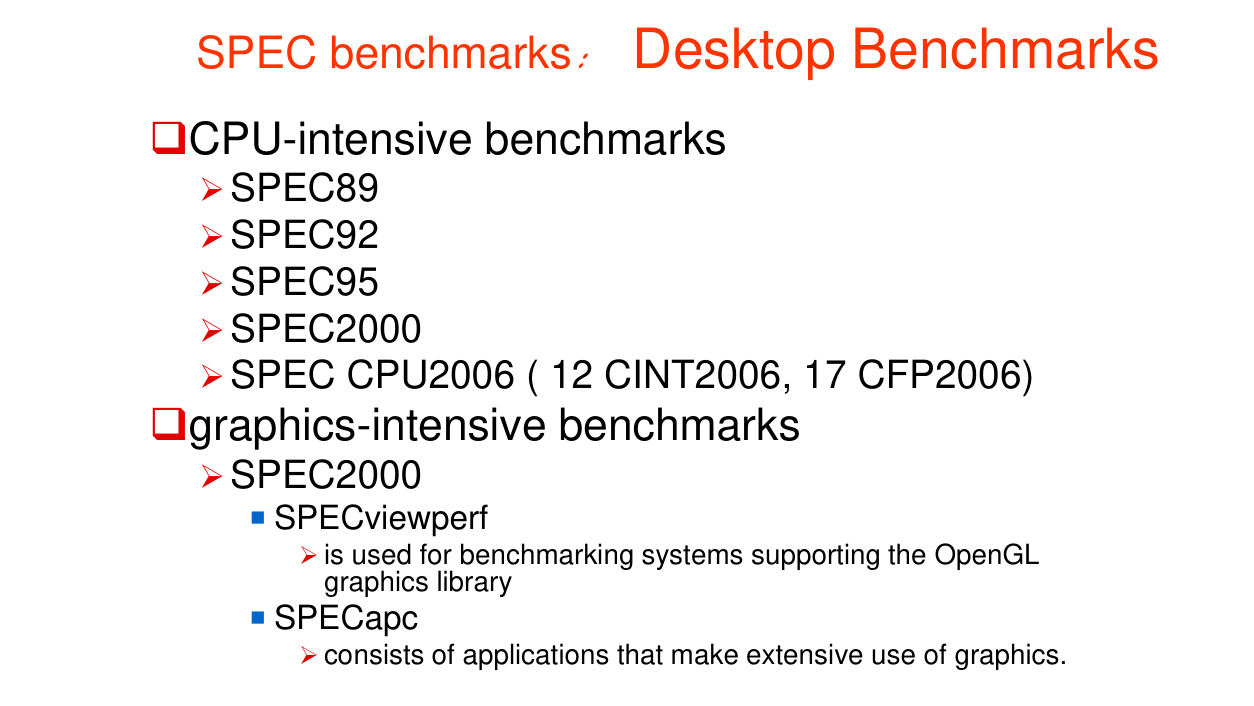 SPEC benchmarks: Desktop Benchmarks
CPU-intensive benchmarks
SPEC89
SPEC92
SPEC95
SPEC2000
SPEC CPU2006 ( 12 CINT2006, 17 CFP2006)
graphics-intensive benchmarks
SPEC2000
SPECviewperf
is used for benchmarking systems supporting the OpenGL
graphics library
SPECapc
consists of applications that make extensive use of graphics.